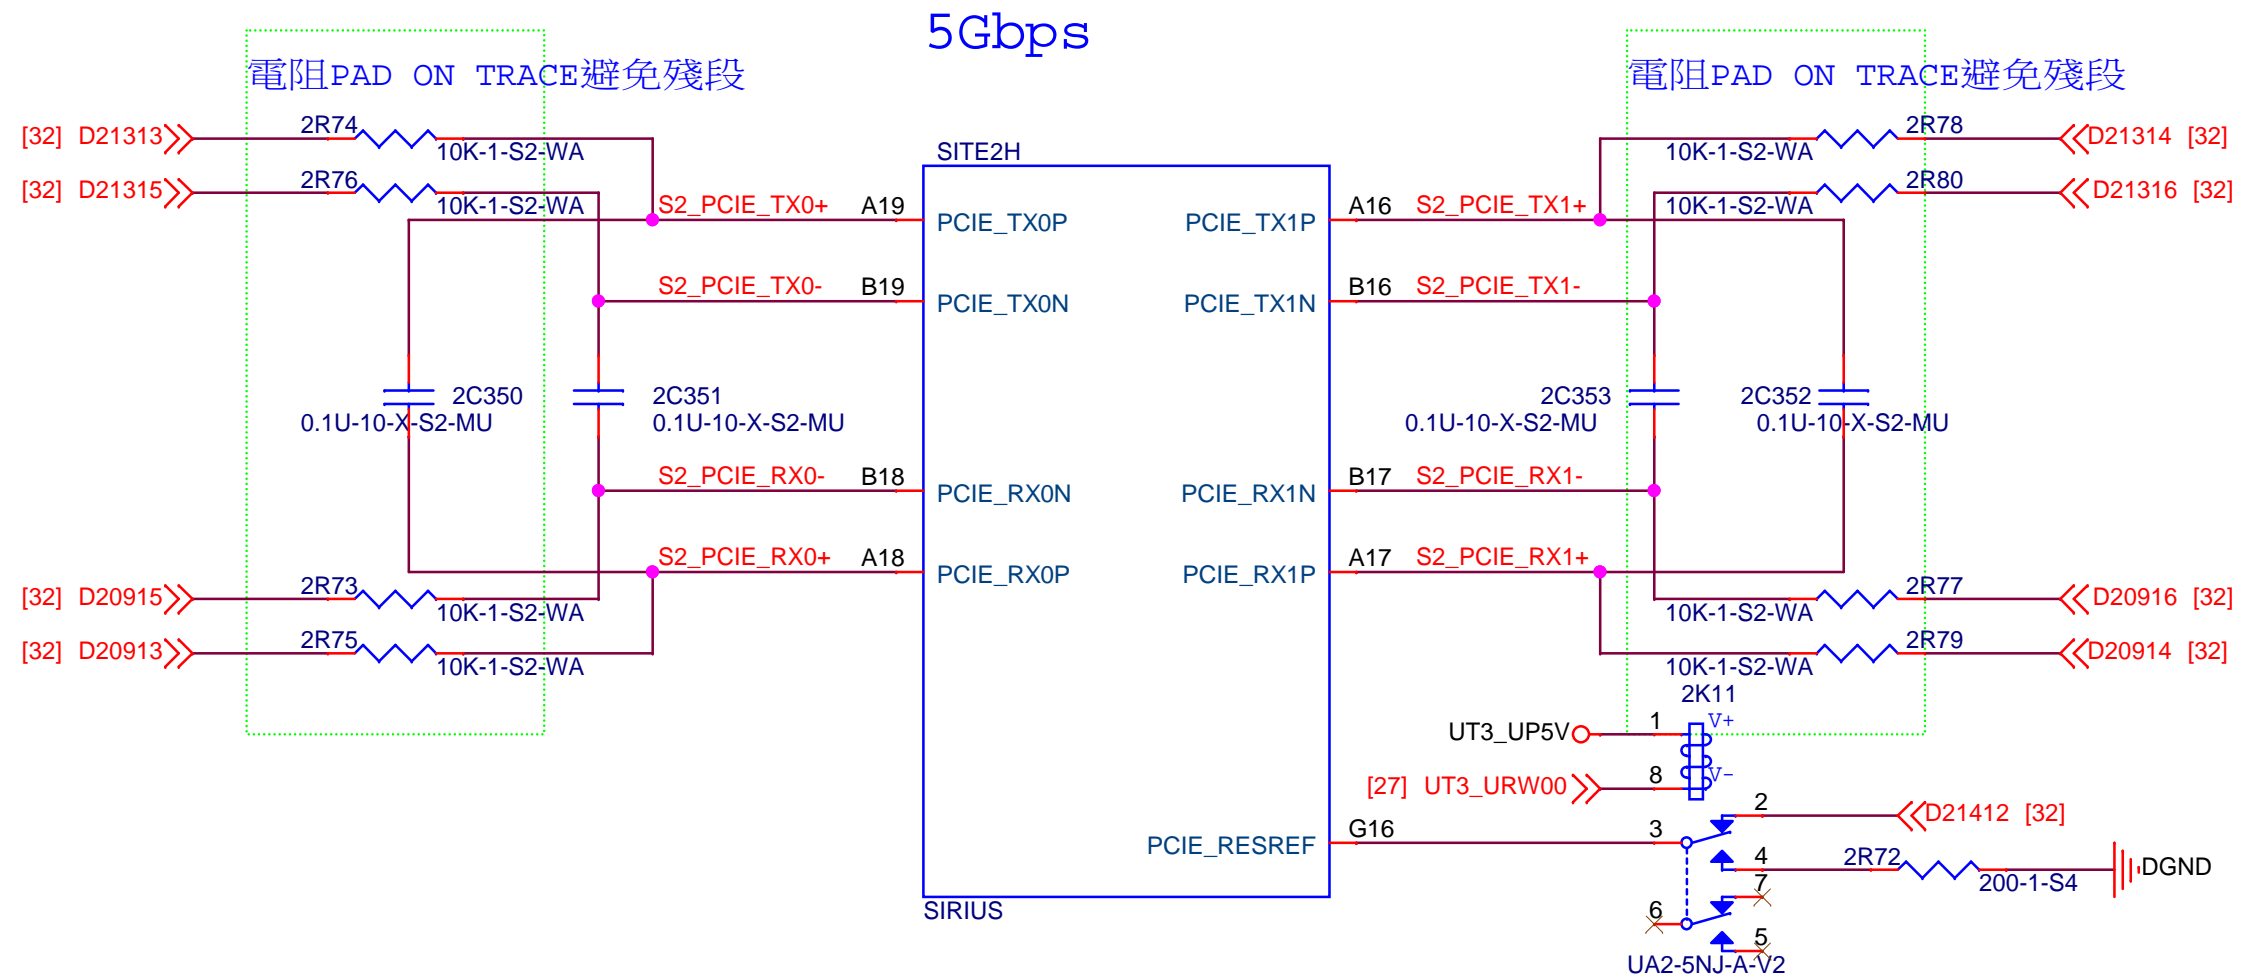 5Gbps
電阻PAD ON TRACE避免殘段
電阻PAD ON TRACE避免殘段
[32] D21313
2R74
10K-1-S2-WA
[32] D21315
2R76
10K-1-S2-WA
S2_PCIE_TX0+
A19
S2_PCIE_TX0-
B19
2C350
0.1U-10-X-S2-MU
2C351
0.1U-10-X-S2-MU
S2_PCIE_RX0-
B18
S2_PCIE_RX0+
A18
[32] D20915
2R73
10K-1-S2-WA
[32] D20913
2R75
10K-1-S2-WA
SITE2H
PCIE_TX0P
PCIE_TX1P
PCIE_TX0N
PCIE_TX1N
PCIE_RX0N
PCIE_RX1N
PCIE_RX0P
PCIE_RX1P
PCIE_RESREF
SIRIUS
A16
S2_PCIE_TX1+
B16
S2_PCIE_TX1-
2R78
10K-1-S2-WA
D21314 [32]
2R80
10K-1-S2-WA
D21316 [32]
2C353
0.1U-10-X-S2-MU
2C352
0.1U-10-X-S2-MU
B17
S2_PCIE_RX1-
A17
S2_PCIE_RX1+
2R77
10K-1-S2-WA
D20916 [32]
2R79
10K-1-S2-WA
D20914 [32]
2K11
UT3_UP5V
1
V+
[27] UT3_URW00
8
V-
G16
3
2
D21412 [32]
4
2R72
200-1-S4
DGND
7
6
5
UA2-5NJ-A-V2